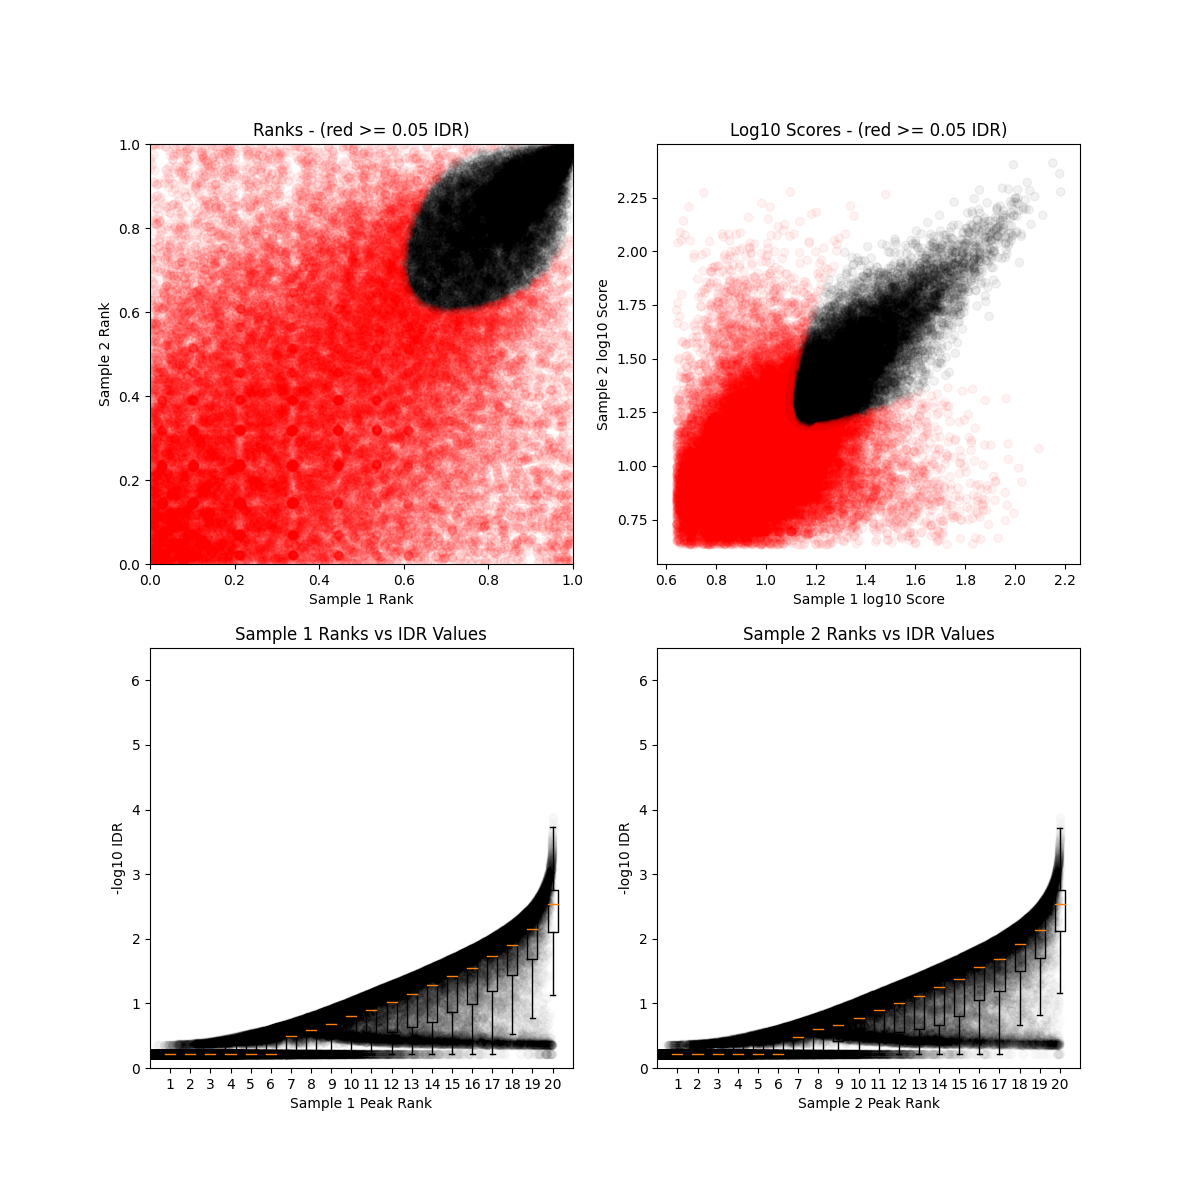 Ranks - (red >= 0.05 IDR)
1.0
0.8
0.6
0.4
0.2
0.0
Sample 2 Rank
0.0 0.2 0.4 0.6 0.8 1.0
Sample 1 Rank
Log10 Scores - (red >= 0.05 IDR)
2.25
2.00
1.75
1.50
1.25
1.00
0.75
Sample 2 log10 Score
0.6 0.8 1.0 1.2 1.4 1.6 1.8 2.0 2.2
Sample 1 log10 Score
Sample 1 Ranks vs IDR Values
6
5
4
3
2
1
0
-log10 IDR
1 2 3 4 5 6 7 8 9 10 11 12 13 14 15 16 17 18 19 20
Sample 1 Peak Rank
Sample 2 Ranks vs IDR Values
6
5
4
3
2
1
0
-log10 IDR
1 2 3 4 5 6 7 8 9 10 11 12 13 14 15 16 17 18 19 20
Sample 2 Peak Rank